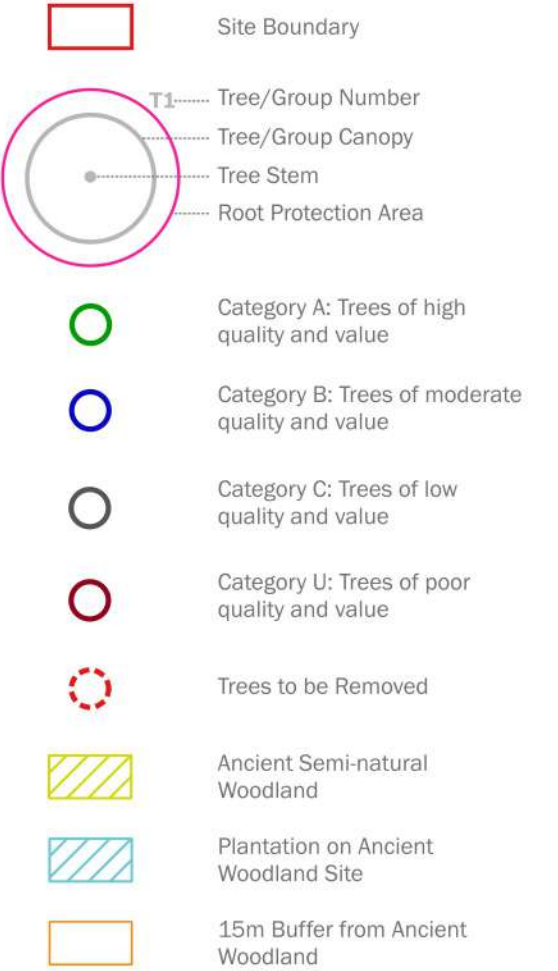 Site Boundary
T1
Tree/Group Number
Tree/Group Canopy
Tree Stem
Root Protection Area
Category A: Trees of high
quality and value
Category B: Trees of moderate
quality and value
Category C: Trees of low
quality and value
Category U: Trees of poor
quality and value
Trees to be Removed
Ancient Semi-natural
Woodland
Plantation on Ancient
Woodland Site
15m Buffer from Ancient
Woodland